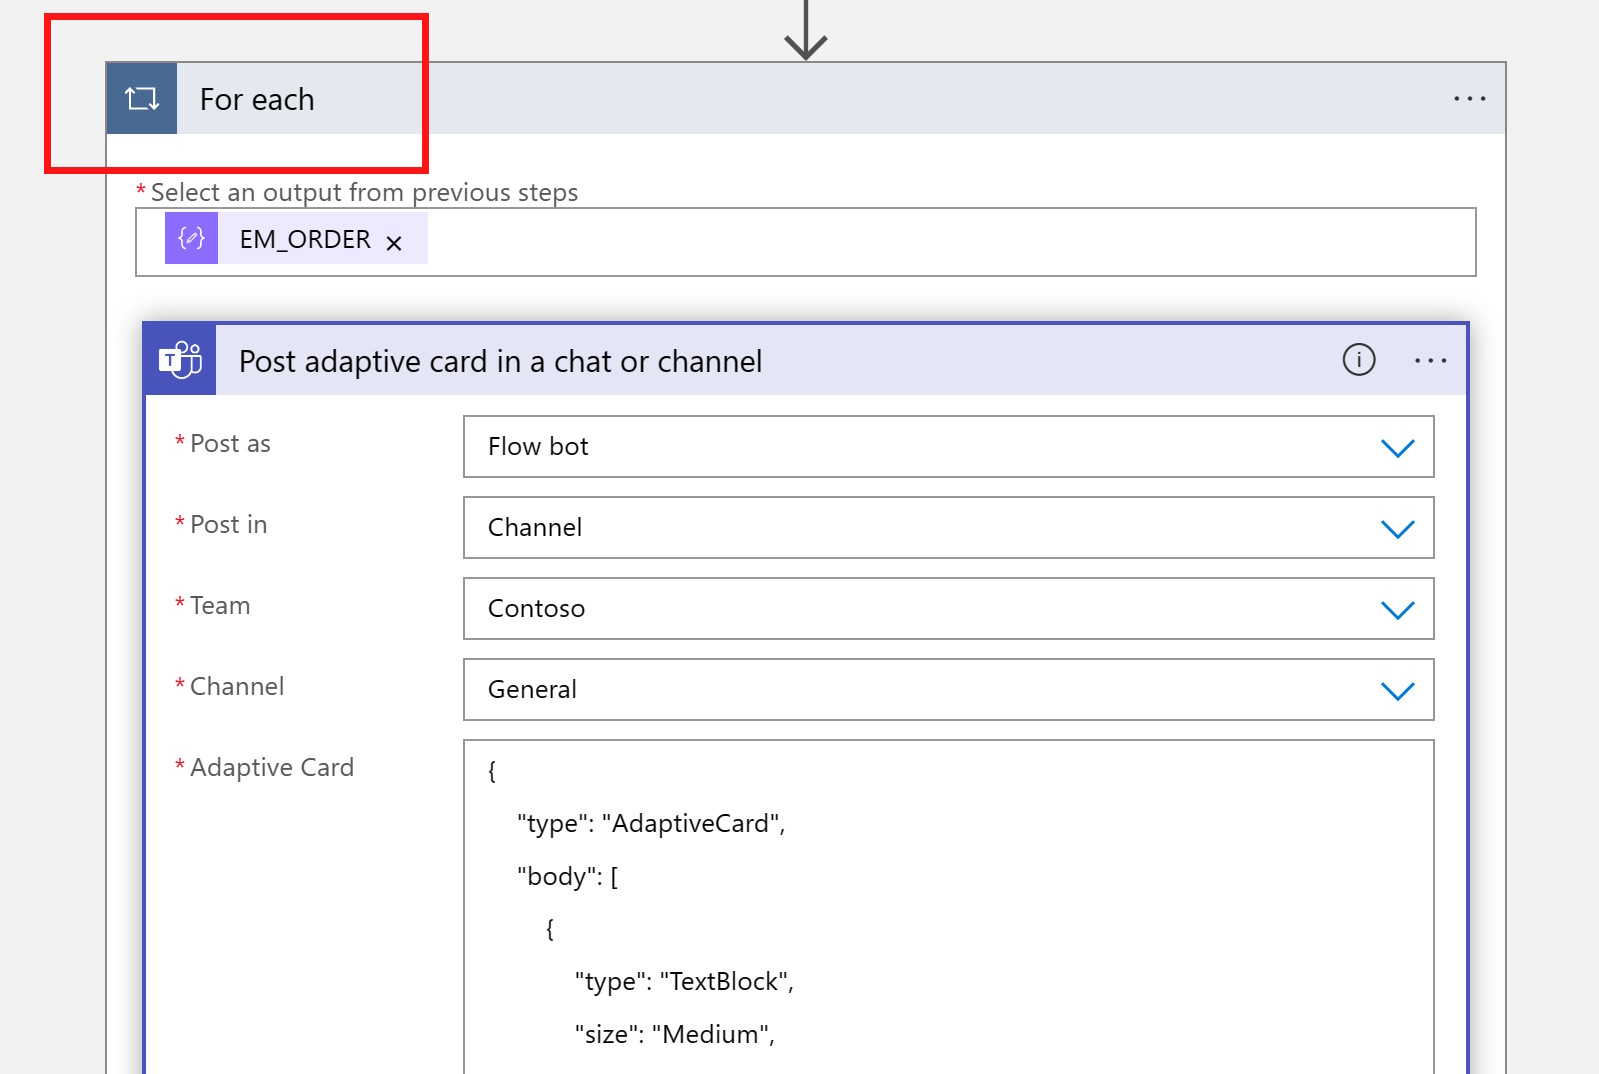 For each
···
* Select an output from previous steps
EM_ORDER ×
T
Post adaptive card in a chat or channel
i
···
* Post as
Flow bot
* Post in
Channel
* Team
Contoso
* Channel
General
* Adaptive Card
{
"type": "AdaptiveCard",
"body": [
{
"type": "TextBlock",
"size": "Medium",